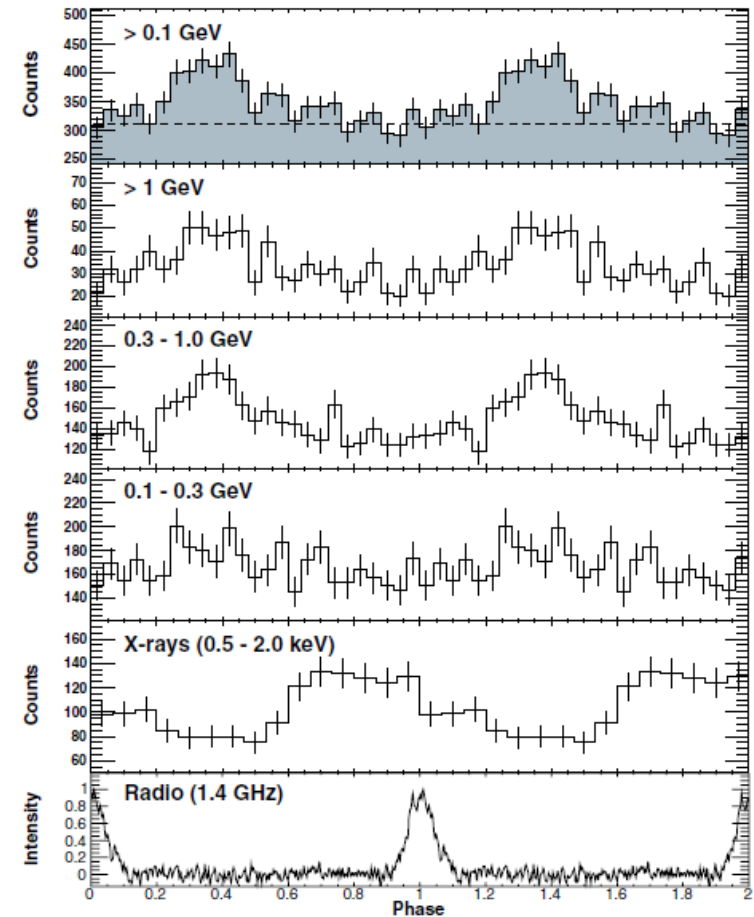 500
> 0.1 GeV
450
400
350
300
250
Counts
70
> 1 GeV
60
50
40
30
20
Counts
240
0.3 - 1.0 GeV
220
200
180
160
140
120
Counts
240
0.1 - 0.3 GeV
220
200
180
160
140
Counts
160
X-rays (0.5 - 2.0 keV)
140
120
100
80
60
Counts
1
Radio (1.4 GHz)
0.8
0.6
0.4
0.2
0
Intensity
0 0.2 0.4 0.6 0.8 1 1.2 1.4 1.6 1.8 2
Phase